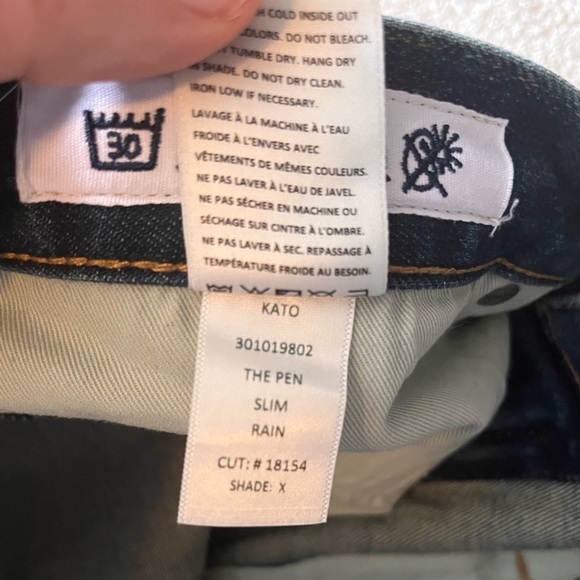 COLD INSIDE OUT
COLORS. DO NOT BLEACH.
TUMBLE DRY. HANG DRY
SHADE. DO NOT DRY CLEAN.
IRON LOW IF NECESSARY.
LAVAGE À LA MACHINE À L'EAU
FROIDE À L'ENVERS AVEC
VÊTEMENTS DE MÊMES COULEURS.
NE PAS LAVER À L'EAU DE JAVEL.
NE PAS SÉCHER EN MACHINE OU
SÉCHAGE SUR CINTRE À L'OMBRE.
NE PAS LAVER À SEC. REPASSAGE À
TEMPÉRATURE FROIDE AU BESOIN.
30
KATO
301019802
THE PEN
SLIM
RAIN
CUT: # 18154
SHADE: X